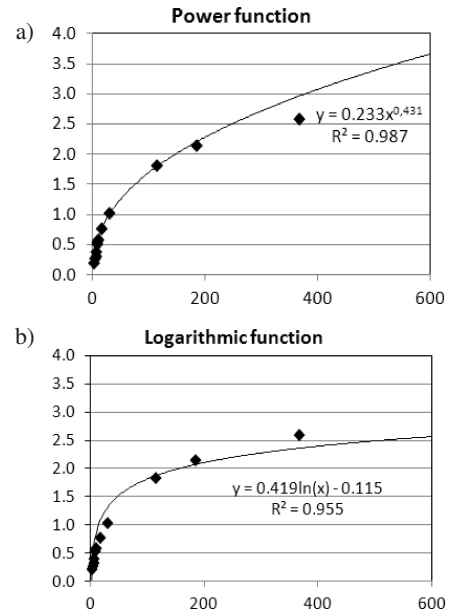 a)
Power function
4.0
3.5
3.0
2.5
2.0
1.5
1.0
0.5
0.0
y = 0.233x^0,431
R² = 0.987
0 200 400 600
b)
Logarithmic function
4.0
3.5
3.0
2.5
2.0
1.5
1.0
0.5
0.0
y = 0.419ln(x) - 0.115
R² = 0.955
0 200 400 600